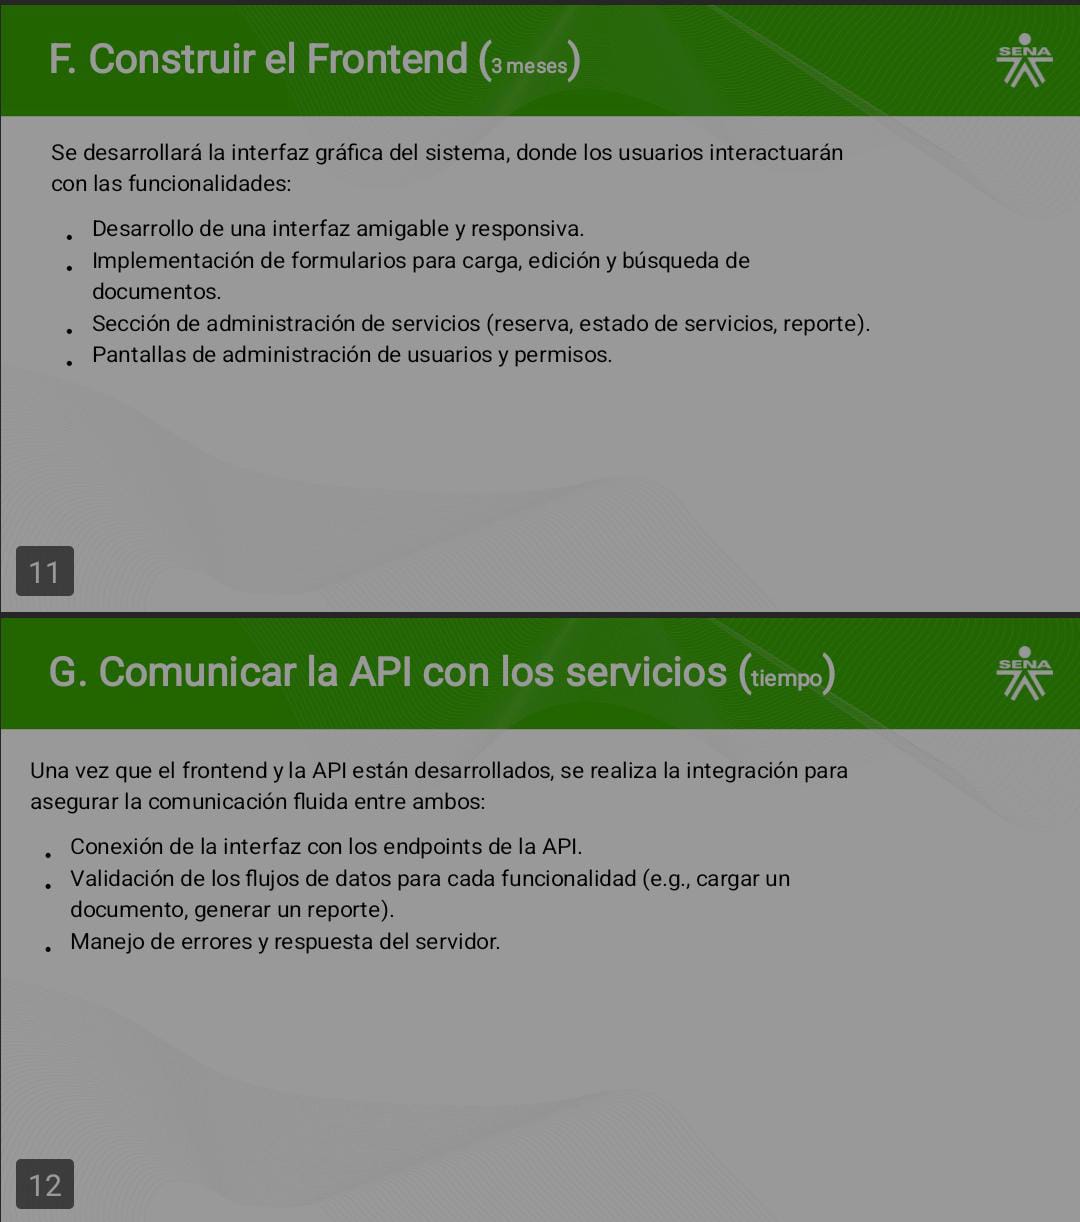 F. Construir el Frontend (3 meses)
SENA
Se desarrollará la interfaz gráfica del sistema, donde los usuarios interactuarán
con las funcionalidades:
• Desarrollo de una interfaz amigable y responsiva.
• Implementación de formularios para carga, edición y búsqueda de
documentos.
• Sección de administración de servicios (reserva, estado de servicios, reporte).
• Pantallas de administración de usuarios y permisos.
11
G. Comunicar la API con los servicios (tiempo)
SENA
Una vez que el frontend y la API están desarrollados, se realiza la integración para
asegurar la comunicación fluida entre ambos:
• Conexión de la interfaz con los endpoints de la API.
• Validación de los flujos de datos para cada funcionalidad (e.g., cargar un
documento, generar un reporte).
• Manejo de errores y respuesta del servidor.
12